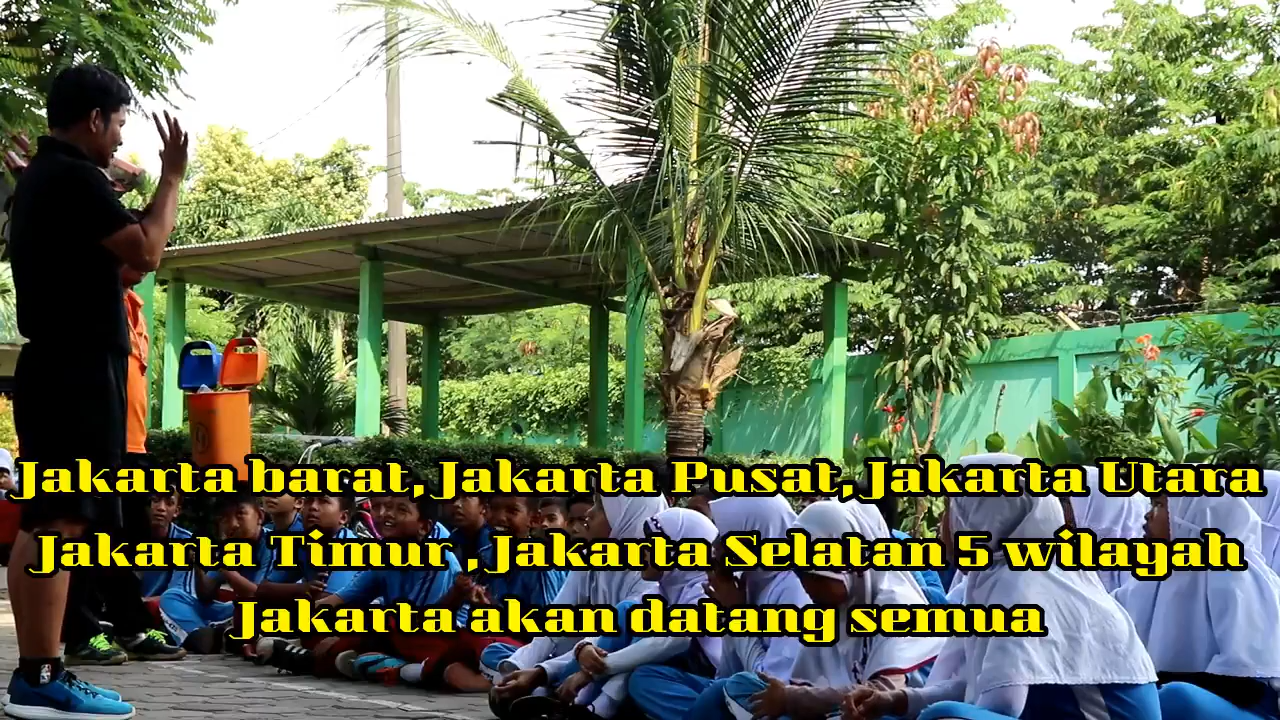 Jakarta barat, Jakarta Pusat, Jakarta Utara
Jakarta Timur , Jakarta Selatan 5 wilayah
Jakarta akan datang semua